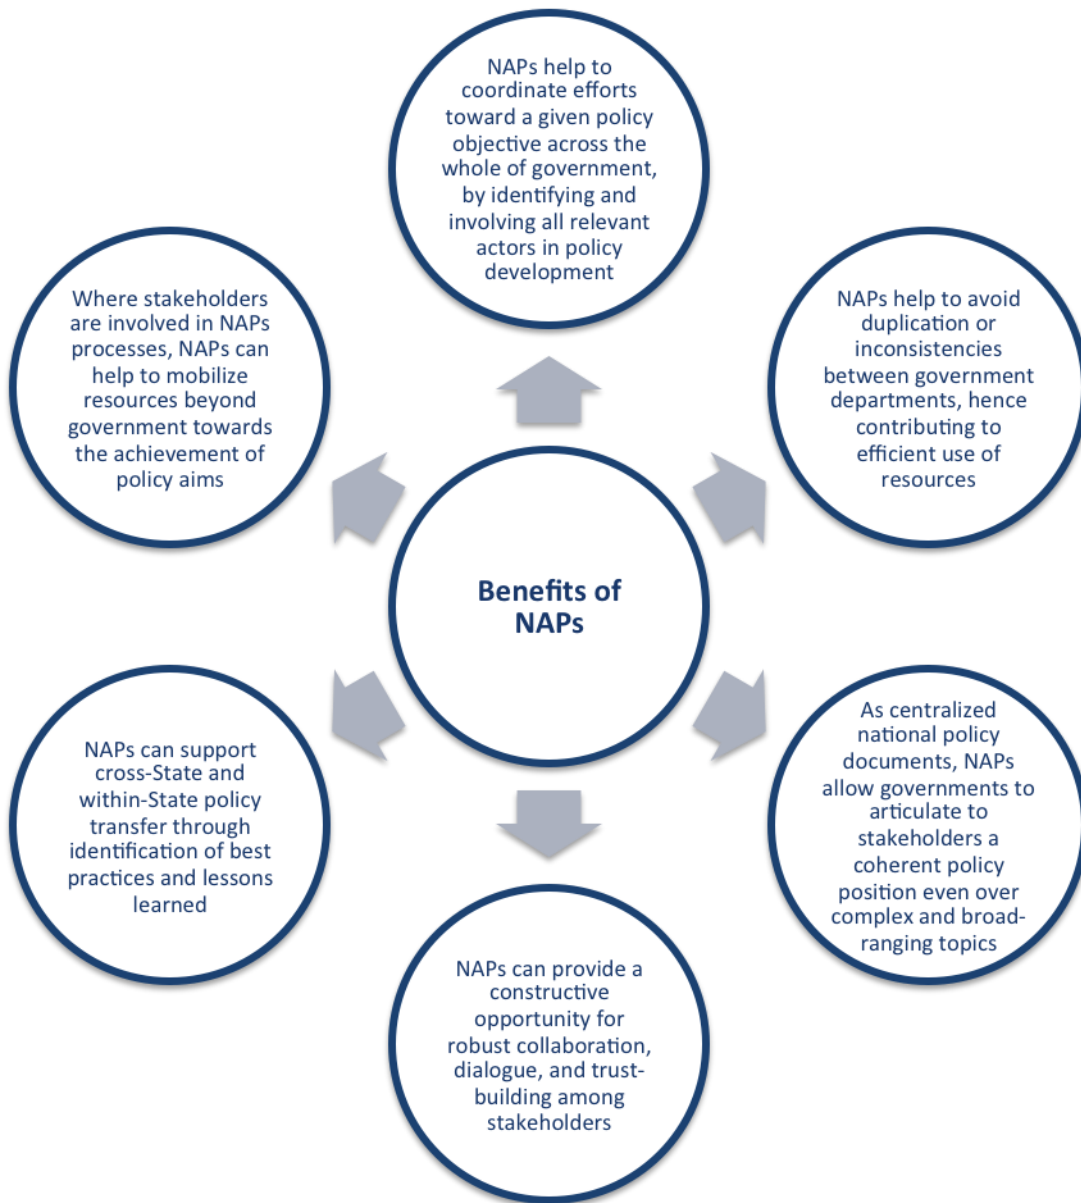 NAPs help to
coordinate efforts
toward a given policy
objective across the
whole of government,
by identifying and
involving all relevant
actors in policy
development
NAPs help to avoid
duplication or
inconsistencies
between government
departments, hence
contributing to
efficient use of
resources
As centralized
national policy
documents, NAPs
allow governments to
articulate to
stakeholders a
coherent policy
position even over
complex and broad-
ranging topics
NAPs can provide a
constructive
opportunity for
robust collaboration,
dialogue, and trust-
building among
stakeholders
NAPs can support
cross-State and
within-State policy
transfer through
identification of best
practices and lessons
learned
Where stakeholders
are involved in NAPs
processes, NAPs can
help to mobilize
resources beyond
government towards
the achievement of
policy aims
Benefits of
NAPs